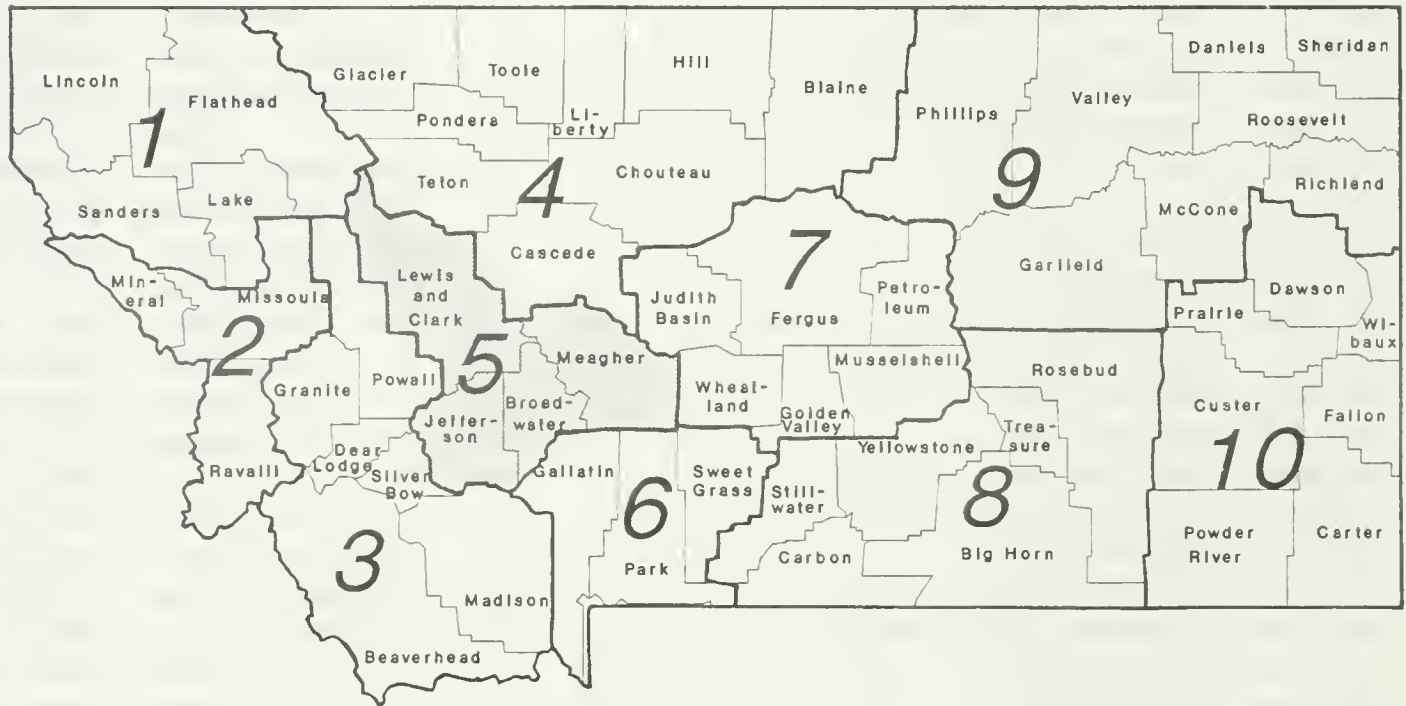 Lincoln
Flathead
1
Sanders
Lake
Glacier
Toole
Hill
Blaine
Pondera
Li-
berty
Teton
4
Chouteau
Cascede
Phillips
Valley
Daniels
Sheridan
Roosevelt
9
McCone
Richlend
Garfield
Min-
eral
Missoula
2
Ravalli
Lewis
and
Clark
5
Meagher
Jeffer-
son
Broed-
water
Granite
Powall
Dear
Lodge
Silver
Bow
3
Madison
Beaverhead
Judith
Basin
7
Fergus
Petro-
leum
Wheat-
land
Golden
Valley
Musselshell
Gallatin
6
Sweet
Grass
Park
Still-
water
Yellowstone
Carbon
Rosebud
Trea-
sure
8
Big Horn
Dawson
Prairie
Wi-
baux
Custer
Fallon
10
Powder
River
Carter